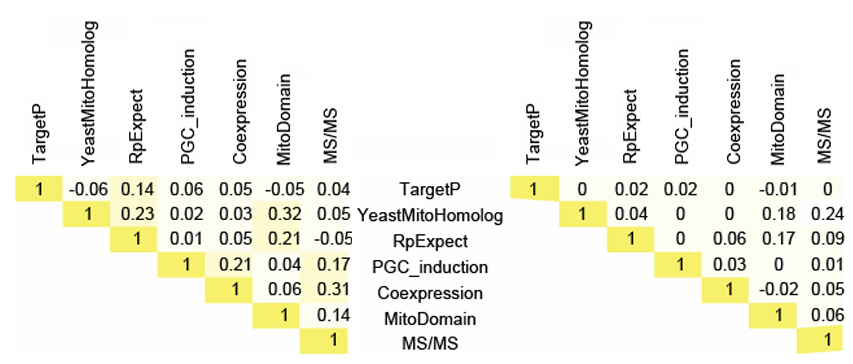 TargetP YeastMitoHomolog RpExpect PGC_induction Coexpression MitoDomain MS/MS TargetP YeastMitoHomolog RpExpect PGC_induction Coexpression MitoDomain MS/MS
1 -0.06 0.14 0.06 0.05 -0.05 0.04 TargetP 1 0 0.02 0.02 0 -0.01 0
1 0.23 0.02 0.03 0.32 0.05 YeastMitoHomolog 1 0.04 0 0 0.18 0.24
1 0.01 0.05 0.21 -0.05 RpExpect 1 0 0.06 0.17 0.09
1 0.21 0.04 0.17 PGC_induction 1 0.03 0 0.01
1 0.06 0.31 Coexpression 1 -0.02 0.05
1 0.14 MitoDomain 1 0.06
1 MS/MS 1